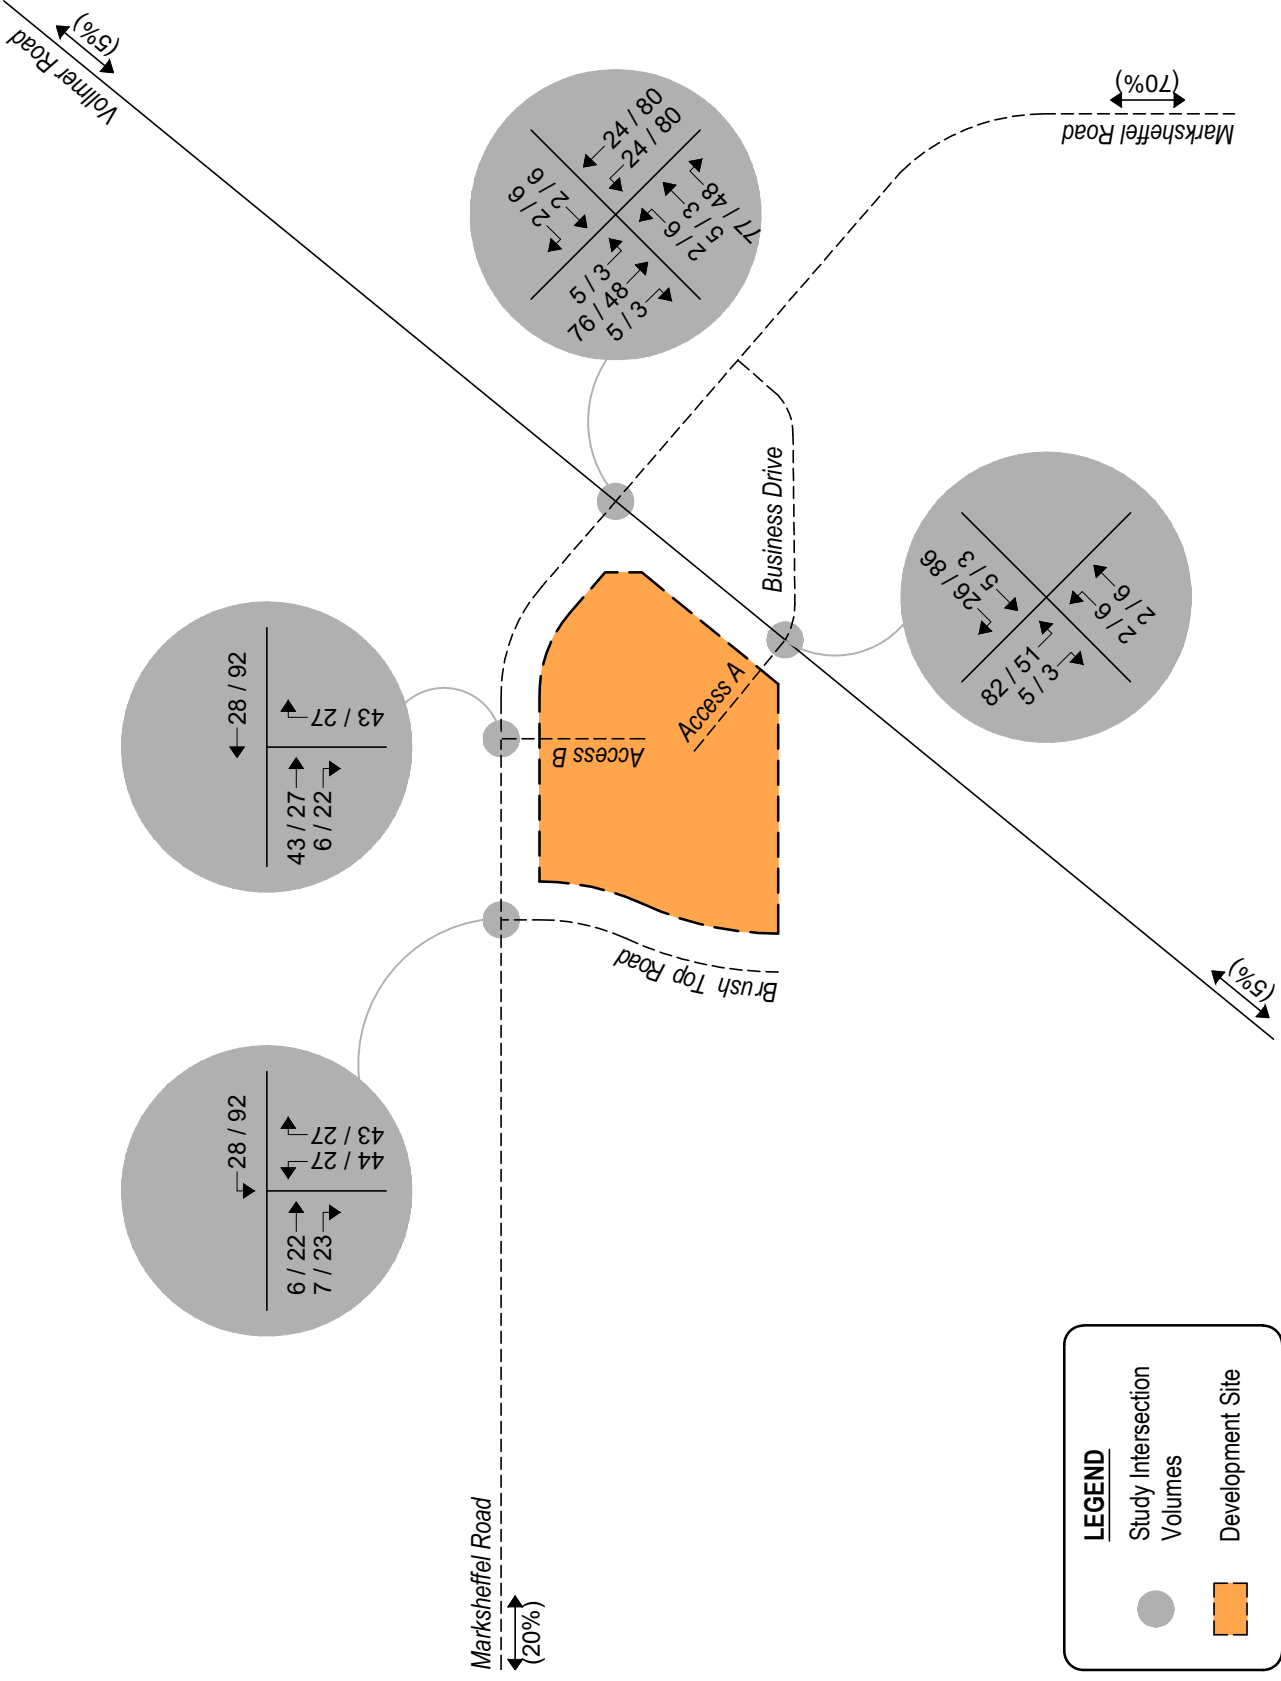 Vollmer Road
(5%)
(70%)
Marksheffel Road
2 / 6
2 / 6
24 / 80
24 / 80
5 / 3
76 / 48
5 / 3
2 / 6
5 / 3
77 / 48
28 / 92
43 / 27
6 / 22
43 / 27
Business Drive
Access A
Access B
26 / 86
5 / 3
82 / 51
5 / 3
2 / 6
2 / 6
Brush Top Road
(5%)
28 / 92
6 / 22
7 / 23
44 / 27
43 / 27
Marksheffel Road
(20%)
LEGEND
Study Intersection
Volumes
Development Site